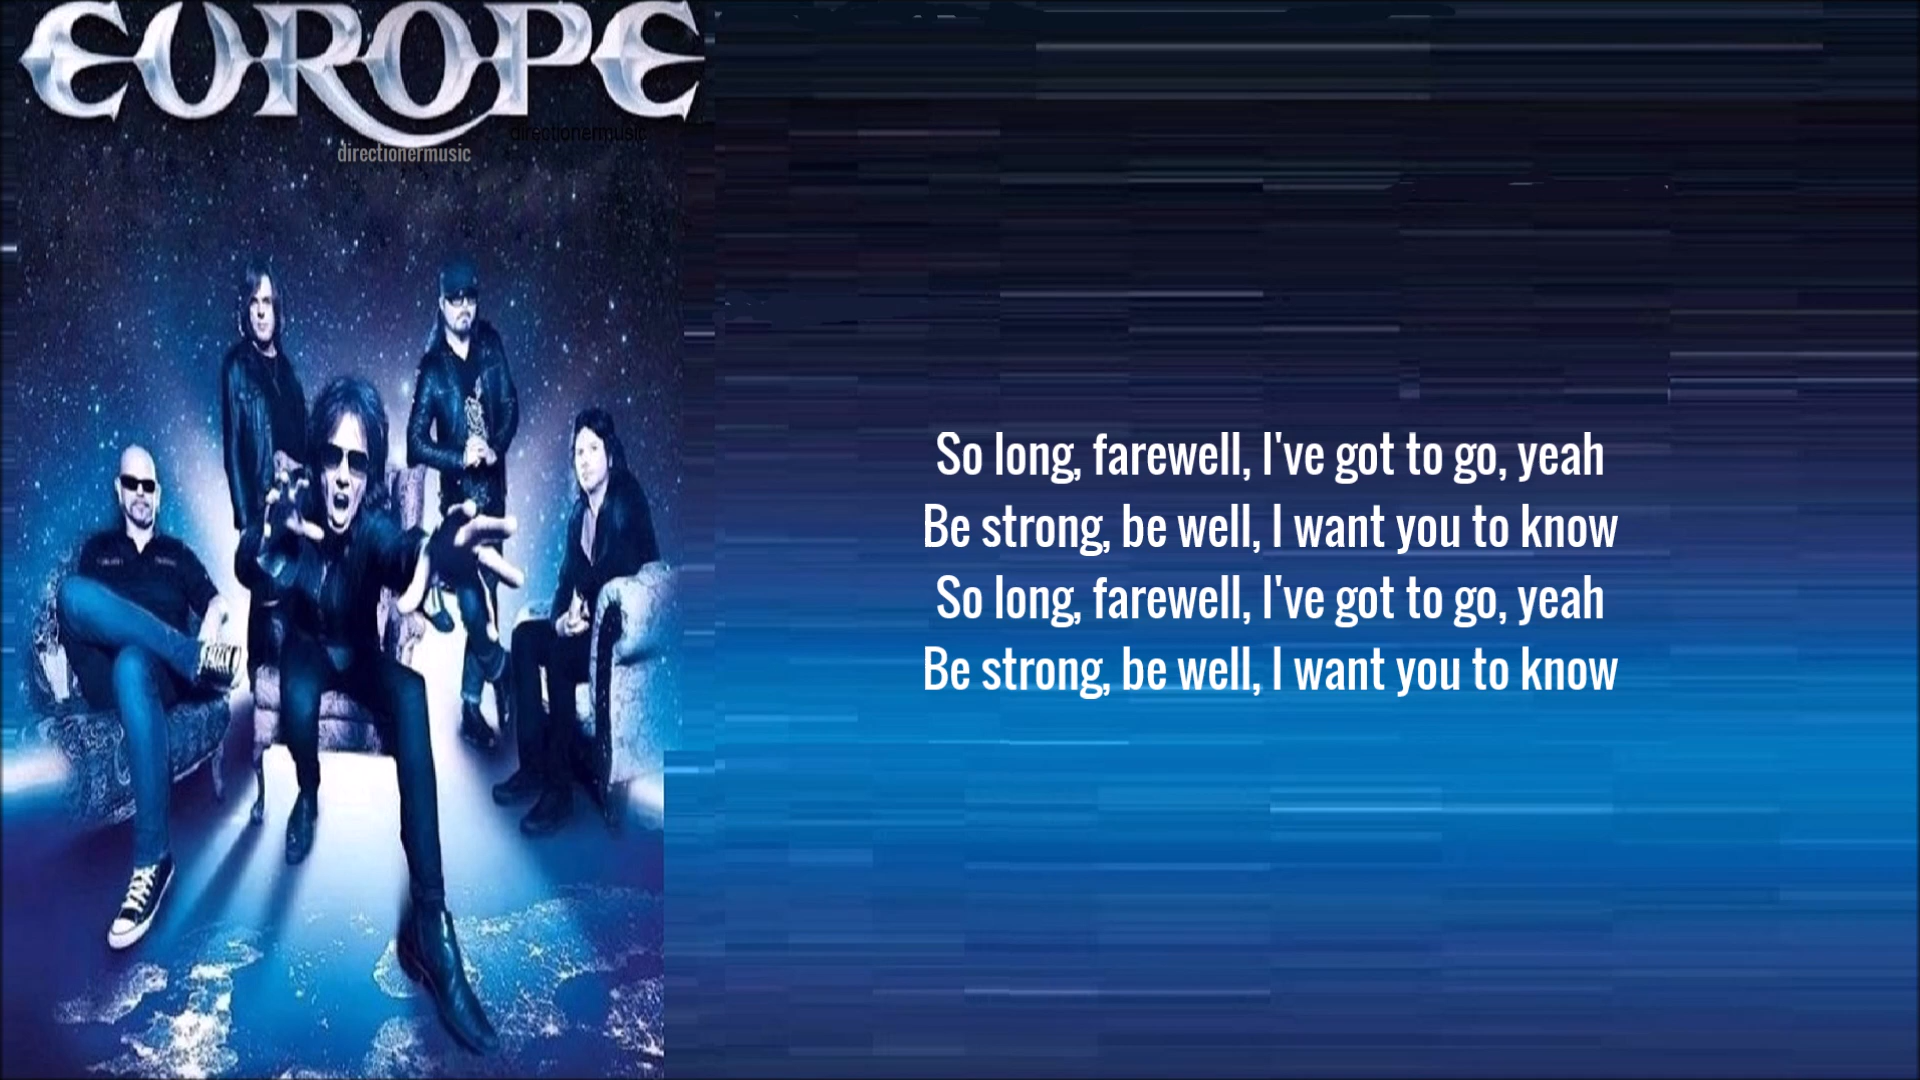 EUROPE
directionermusic
directionermusic
So long, farewell, I've got to go, yeah
Be strong, be well, I want you to know
So long, farewell, I've got to go, yeah
Be strong, be well, I want you to know